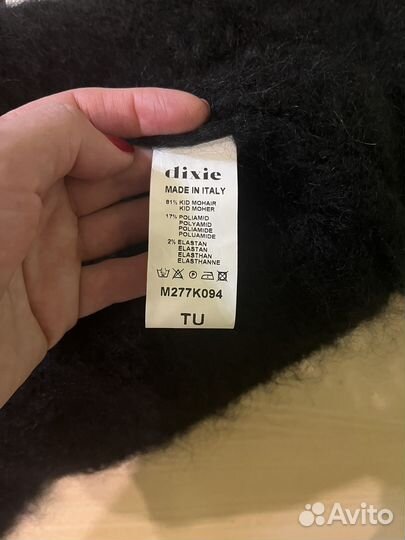 dixie
MADE IN ITALY
81% KID MOHAIR
KID MOHER
17% POLIAMID
POLYAMID
POLIAMIDE
POLUAMIDE
2% ELASTAN
ELASTAN
ELASTHAN
ELASTHANNE
M277K094
TU
Avito